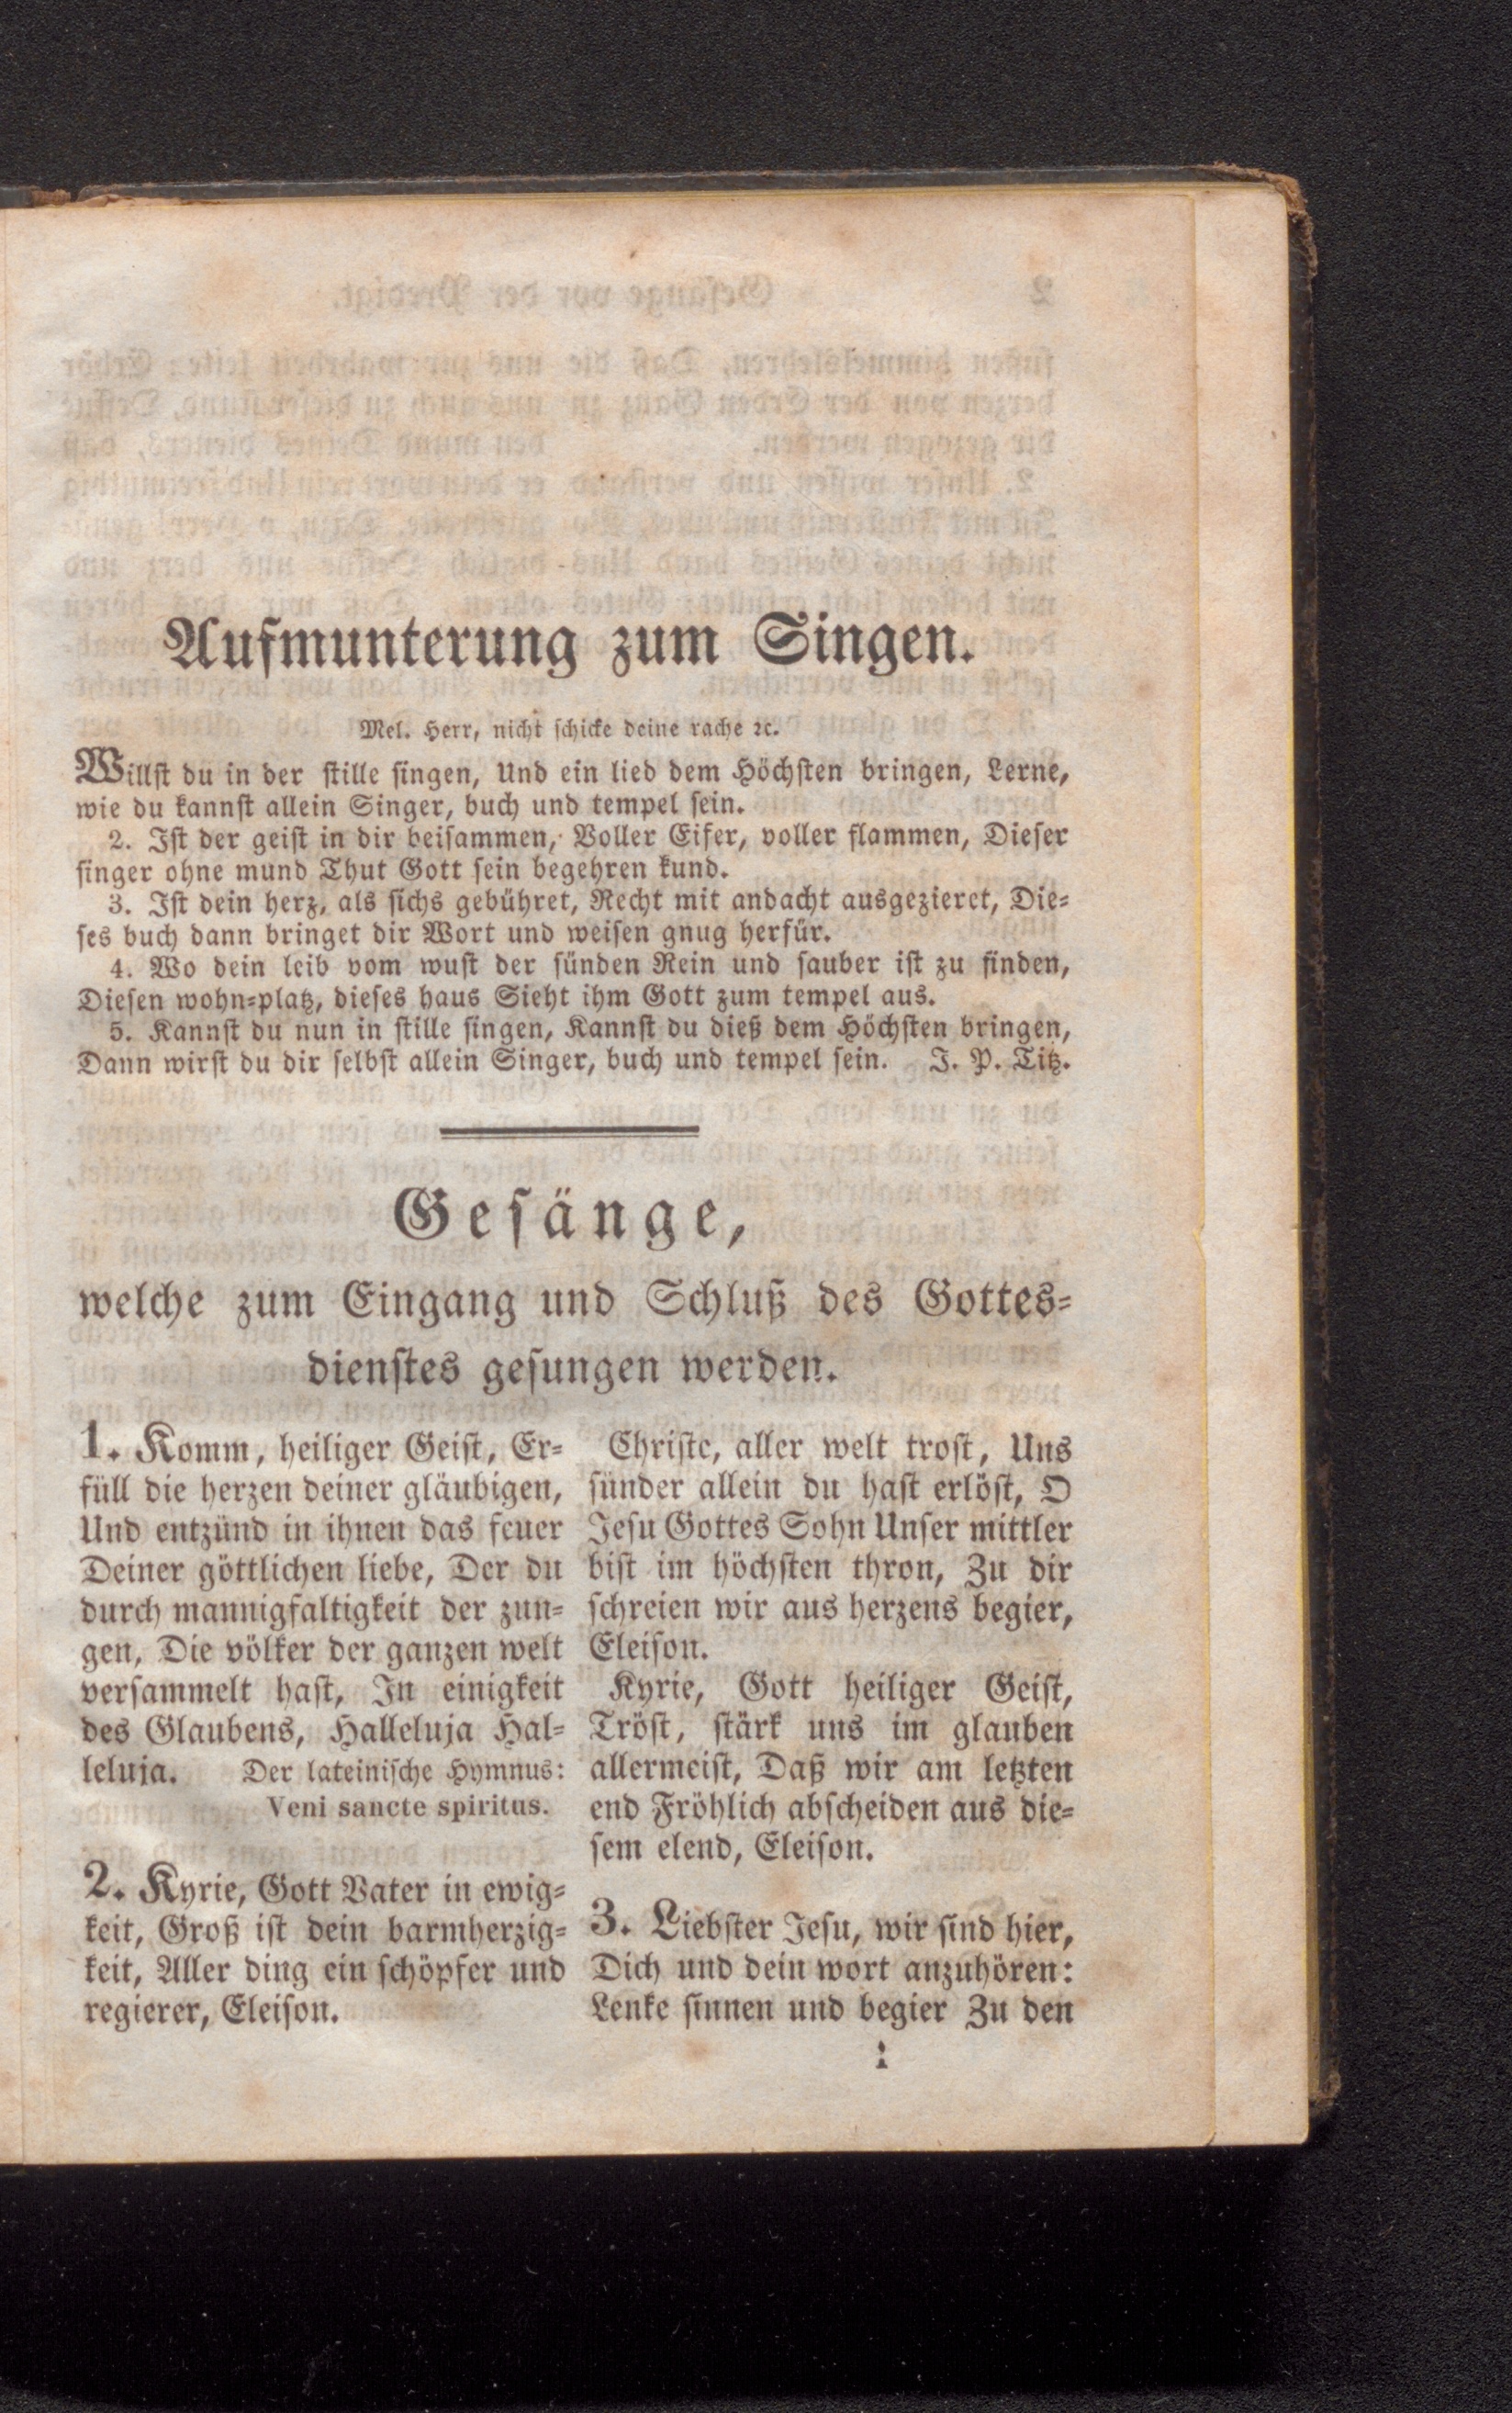 Aufmunterung zum Singen.
Mel. Herr, nicht schicke deine rache ꝛc.
Willst du in der stille singen, Und ein lied dem Höchsten bringen, Lerne,
wie du kannst allein Singer, buch und tempel sein.
2. Ist der geist in dir beisammen, Voller Eifer, voller flammen, Dieser
singer ohne mund Thut Gott sein begehren kund.
3. Ist dein herz, als sichs gebühret, Recht mit andacht ausgezieret, Die=
ses buch dann bringet dir Wort und weisen gnug herfür.
4. Wo dein leib vom wust der sünden Rein und sauber ist zu finden,
Diesen wohn=platz, dieses haus Sieht ihm Gott zum tempel aus.
5. Kannst du nun in stille singen, Kannst du dieß dem Höchsten bringen,
Dann wirst du dir selbst allein Singer, buch und tempel sein. J. P. Titz.
Gesänge,
welche zum Eingang und Schluß des Gottes=
dienstes gesungen werden.
1. Komm, heiliger Geist, Er=
füll die herzen deiner gläubigen,
Und entzünd in ihnen das feuer
Deiner göttlichen liebe, Der du
durch mannigfaltigkeit der zun=
gen, Die völker der ganzen welt
versammelt hast, In einigkeit
des Glaubens, Halleluja Hal=
leluja. Der lateinische Hymnus:
Veni sancte spiritus.
2. Kyrie, Gott Vater in ewig=
keit, Groß ist dein barmherzig=
keit, Aller ding ein schöpfer und
regierer, Eleison.
Christe, aller welt trost, Uns
sünder allein du hast erlöst, O
Jesu Gottes Sohn Unser mittler
bist im höchsten thron, Zu dir
schreien wir aus herzens begier,
Eleison.
Kyrie, Gott heiliger Geist,
Tröst, stärk uns im glauben
allermeist, Daß wir am letzten
end Fröhlich abscheiden aus die=
sem elend, Eleison.
3. Liebster Jesu, wir sind hier,
Dich und dein wort anzuhören:
Lenke sinnen und begier Zu den
1